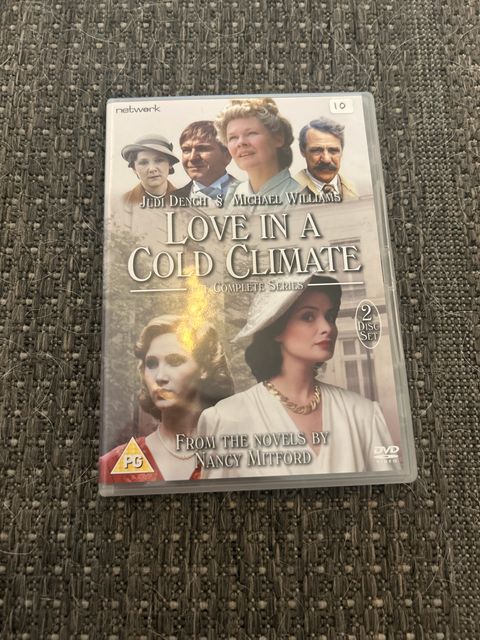 network
10
JUDI DENCH & MICHAEL WILLIAMS
LOVE IN A
COLD CLIMATE
COMPLETE SERIES
2
DISC
SET
FROM THE NOVELS BY
NANCY MITFORD
PG
DVD
VIDEO